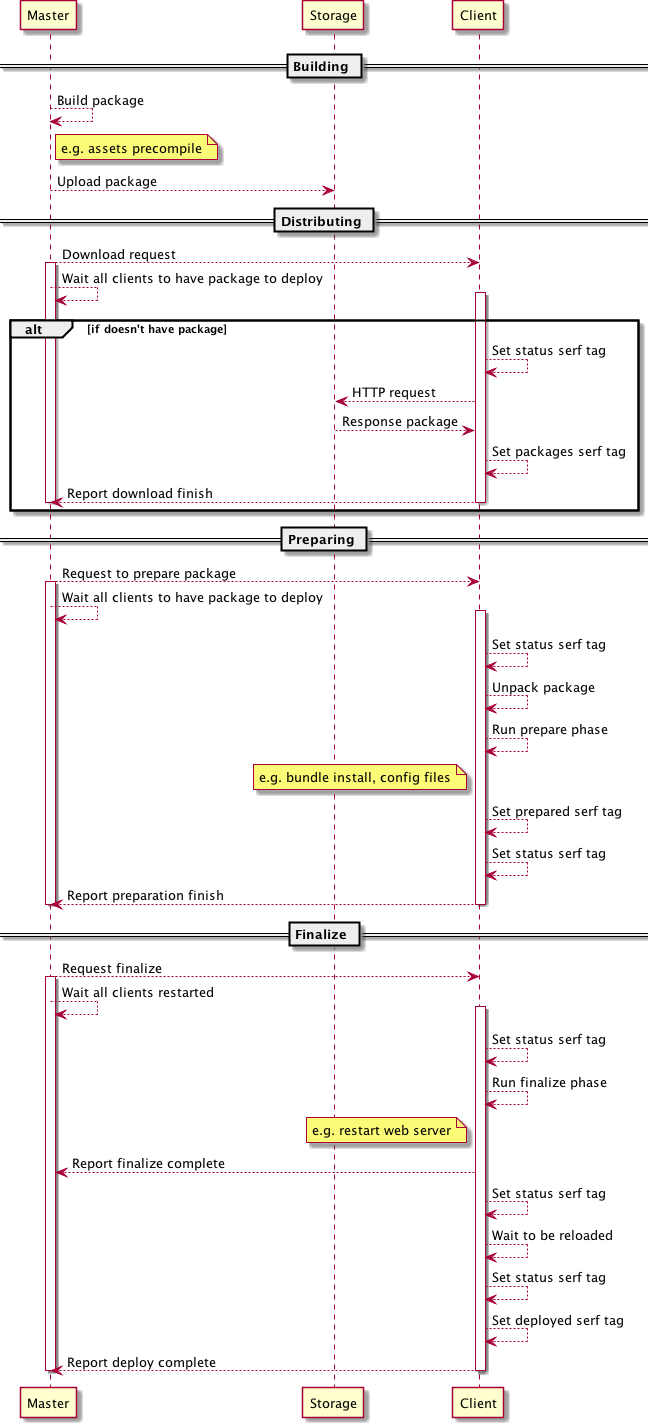 Master Storage Client
Building
Build package
e.g. assets precompile
Upload package
Distributing
Download request
Wait all clients to have package to deploy
alt [if doesn't have package]
Set status serf tag
HTTP request
Response package
Set packages serf tag
Report download finish
Preparing
Request to prepare package
Wait all clients to have package to deploy
Set status serf tag
Unpack package
Run prepare phase
e.g. bundle install, config files
Set prepared serf tag
Set status serf tag
Report preparation finish
Finalize
Request finalize
Wait all clients restarted
Set status serf tag
Run finalize phase
e.g. restart web server
Report finalize complete
Set status serf tag
Wait to be reloaded
Set status serf tag
Set deployed serf tag
Report deploy complete
Master Storage Client